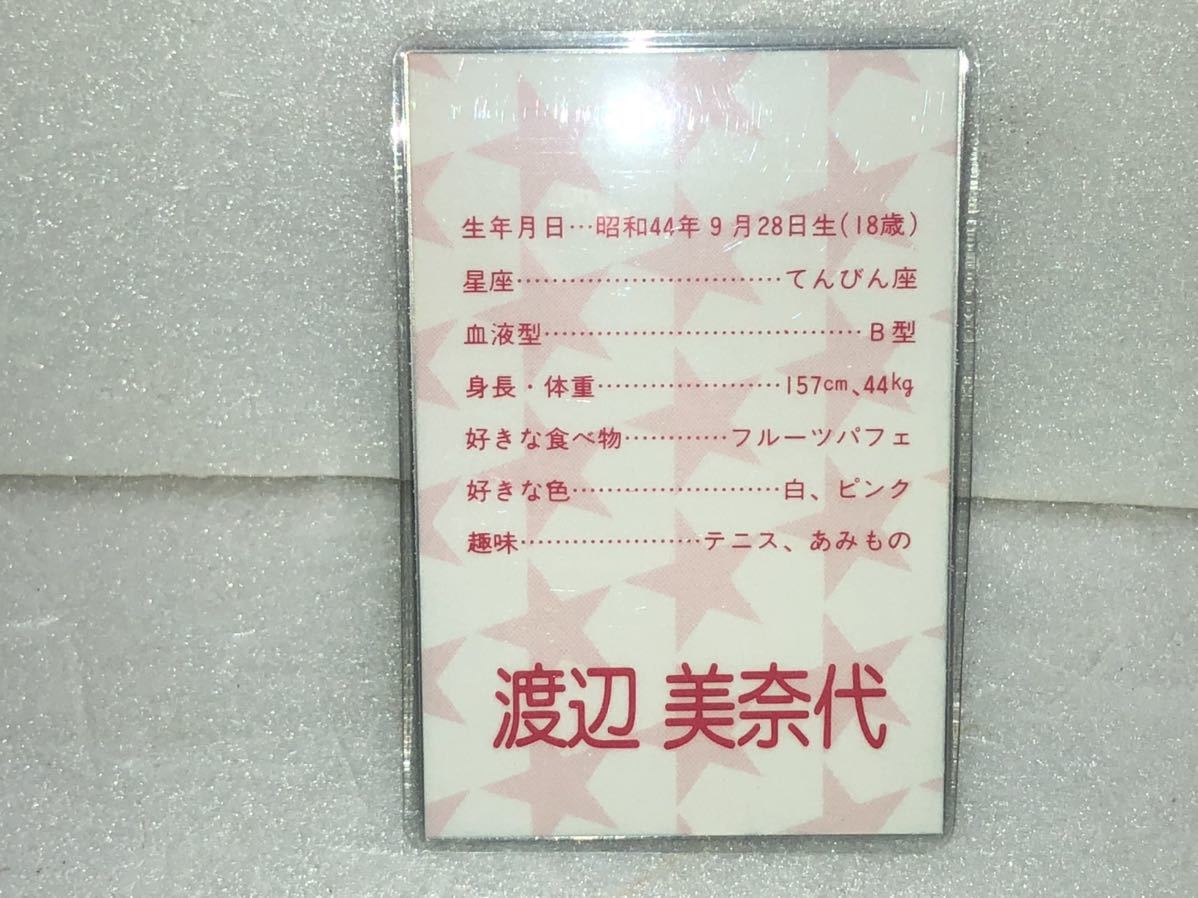 生年月日…昭和44年9月28日生(18歳)
星座…………………………てんびん座
血液型………………………………B型
身長・体重…………………157cm、44kg
好きな食べ物…………フルーツパフェ
好きな色……………………白、ピンク
趣味…………………テニス、あみもの
渡辺 美奈代